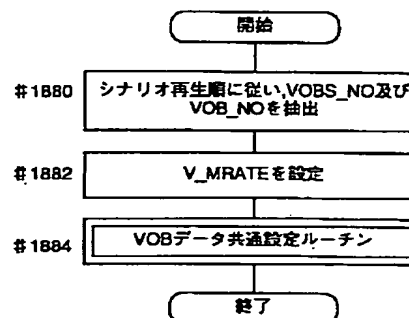 開始
#1880
シナリオ再生順に従い,VOBS_NO及び
VOB_NOを抽出
#1882
V_MRATEを設定
#1884
VOBデータ共通設定ルーチン
終了